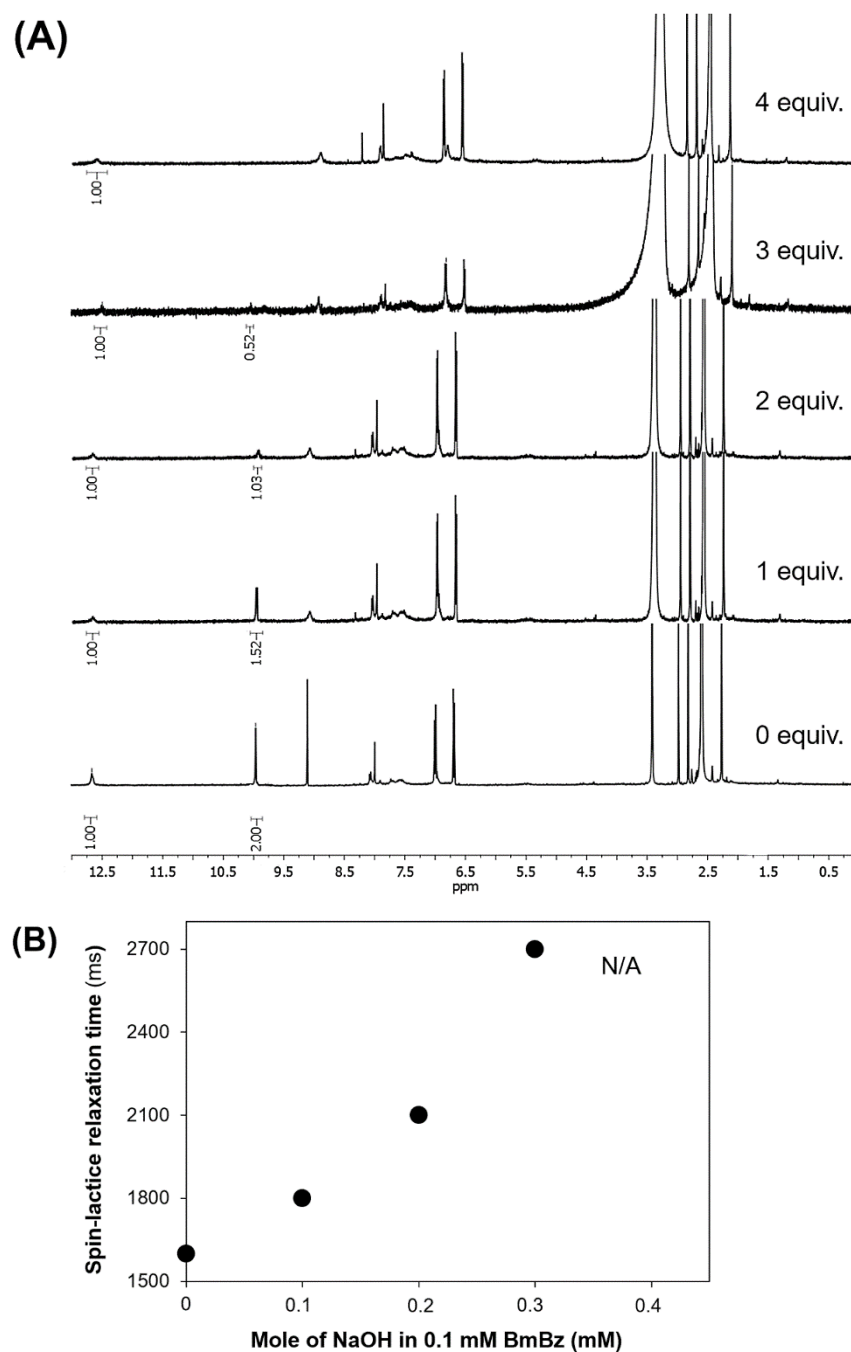 (A)
4 equiv.
1.00
3 equiv.
1.00
0.52
2 equiv.
1.00
1.03
1 equiv.
1.00
1.52
0 equiv.
1.00
2.00
12.5 11.5 10.5 9.5 8.5 7.5 6.5 5.5 4.5 3.5 2.5 1.5 0.5
ppm
(B)
N/A
2700
2400
2100
1800
1500
Spin-lactice relaxation time (ms)
0 0.1 0.2 0.3 0.4
Mole of NaOH in 0.1 mM BmBz (mM)